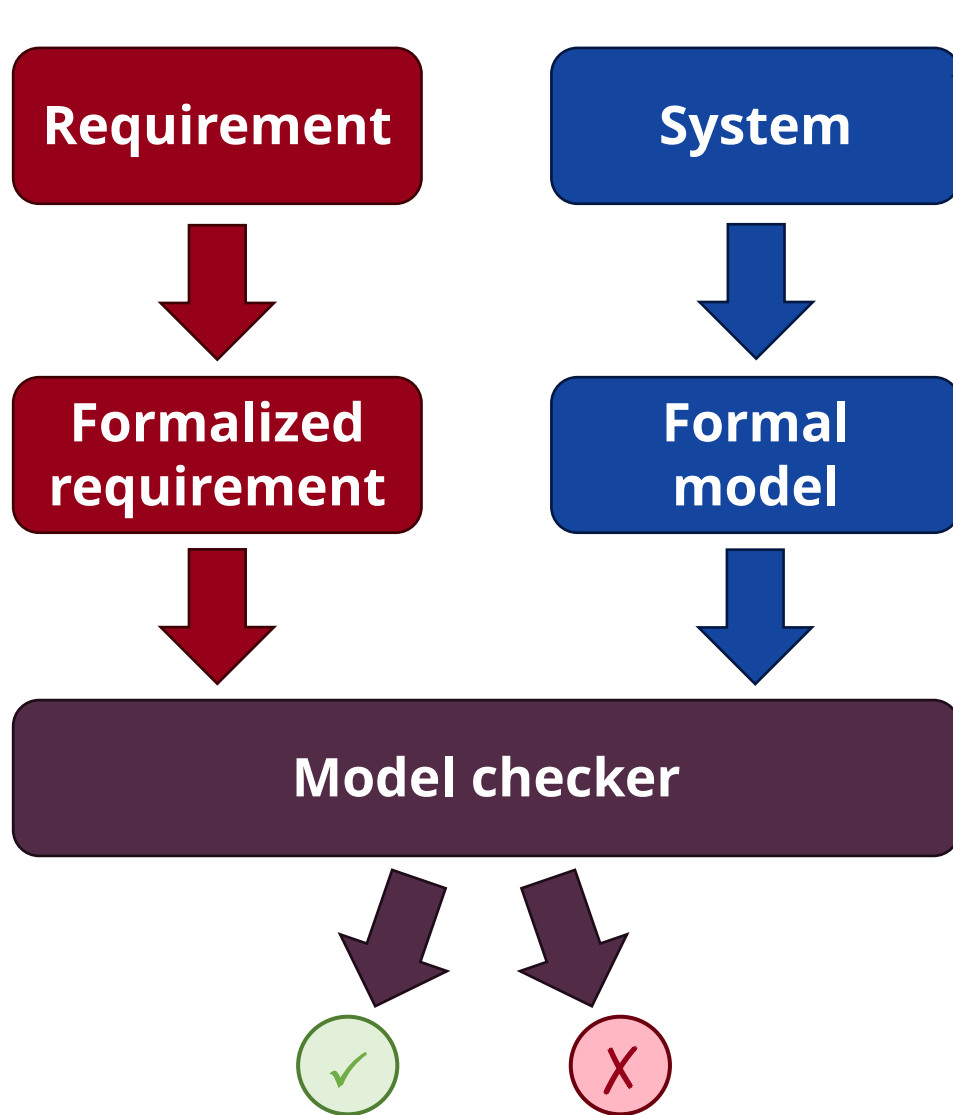 Requirement
System
Formalized
requirement
Formal
model
Model checker
✓
✗